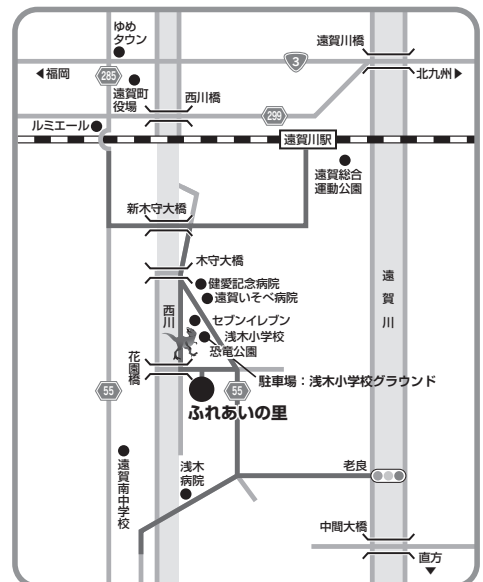 ゆめ
タウン
遠賀川橋
3
◀福岡
285
北九州▶
遠賀町
役場
西川橋
299
ルミエール
遠賀川駅
遠賀総合
運動公園
新木守大橋
木守大橋
健愛記念病院
遠賀いそべ病院
遠賀川
西川
セブンイレブン
浅木小学校
恐竜公園
花園橋
駐車場：浅木小学校グラウンド
55
55
ふれあいの里
遠賀南中学校
浅木
病院
老良
中間大橋
直方
▼